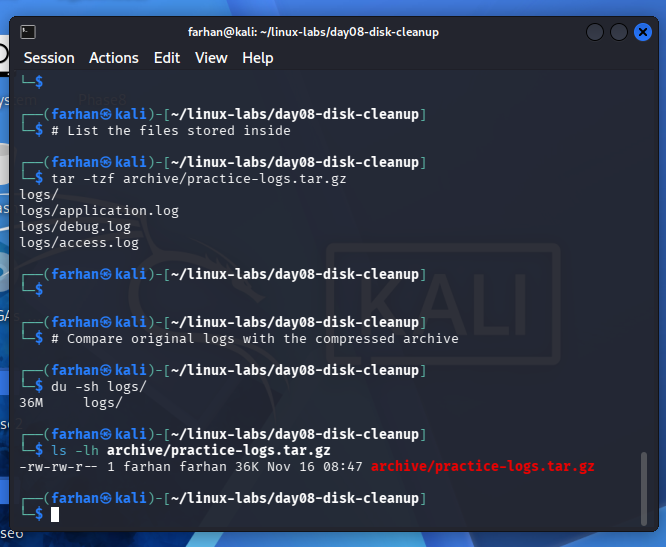 farhan@kali: ~/linux-labs/day08-disk-cleanup
Session Actions Edit View Help
└─$
┌──(farhan㉿kali)-[~/linux-labs/day08-disk-cleanup]
└─$ # List the files stored inside
┌──(farhan㉿kali)-[~/linux-labs/day08-disk-cleanup]
└─$ tar -tzf archive/practice-logs.tar.gz
logs/
logs/application.log
logs/debug.log
logs/access.log
┌──(farhan㉿kali)-[~/linux-labs/day08-disk-cleanup]
└─$
┌──(farhan㉿kali)-[~/linux-labs/day08-disk-cleanup]
└─$ # Compare original logs with the compressed archive
┌──(farhan㉿kali)-[~/linux-labs/day08-disk-cleanup]
└─$ du -sh logs/
36M     logs/
┌──(farhan㉿kali)-[~/linux-labs/day08-disk-cleanup]
└─$ ls -lh archive/practice-logs.tar.gz
-rw-rw-r-- 1 farhan farhan 36K Nov 16 08:47 archive/practice-logs.tar.gz
┌──(farhan㉿kali)-[~/linux-labs/day08-disk-cleanup]
└─$
KALI